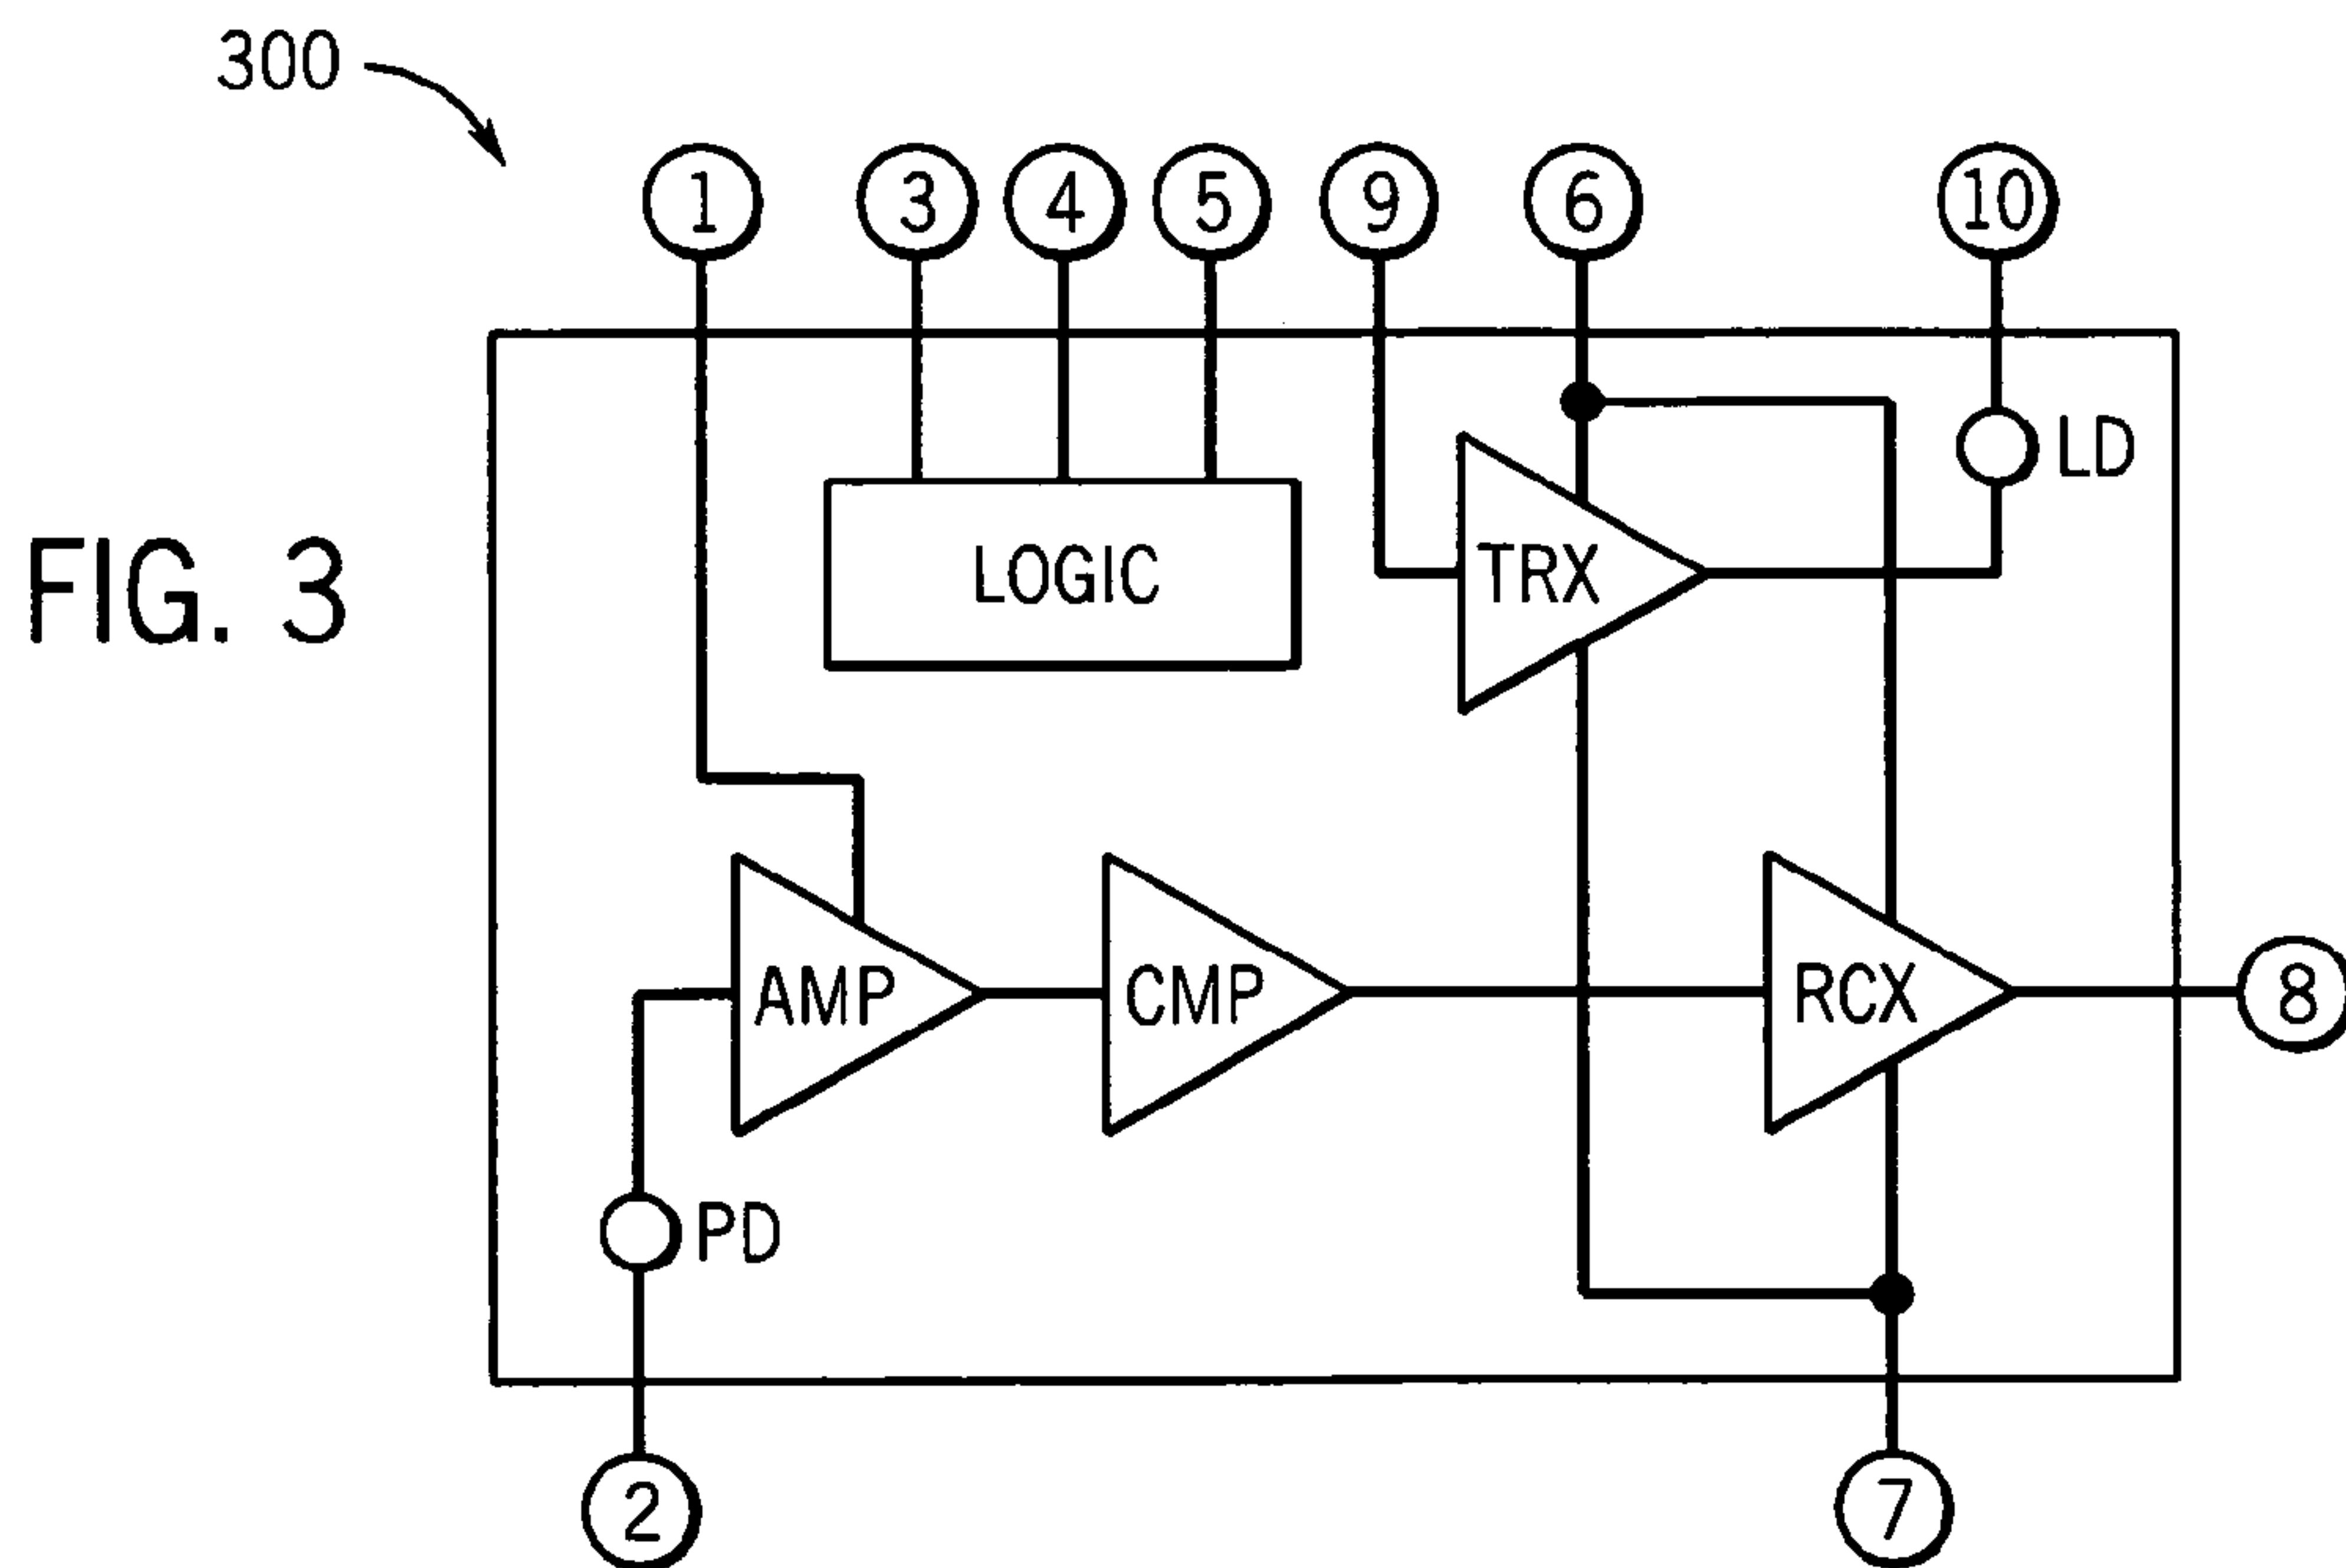 300
1 3 4 5 9 6 10
LD
FIG. 3
LOGIC
TRX
AMP
CMP
RCX
8
PD
2
7